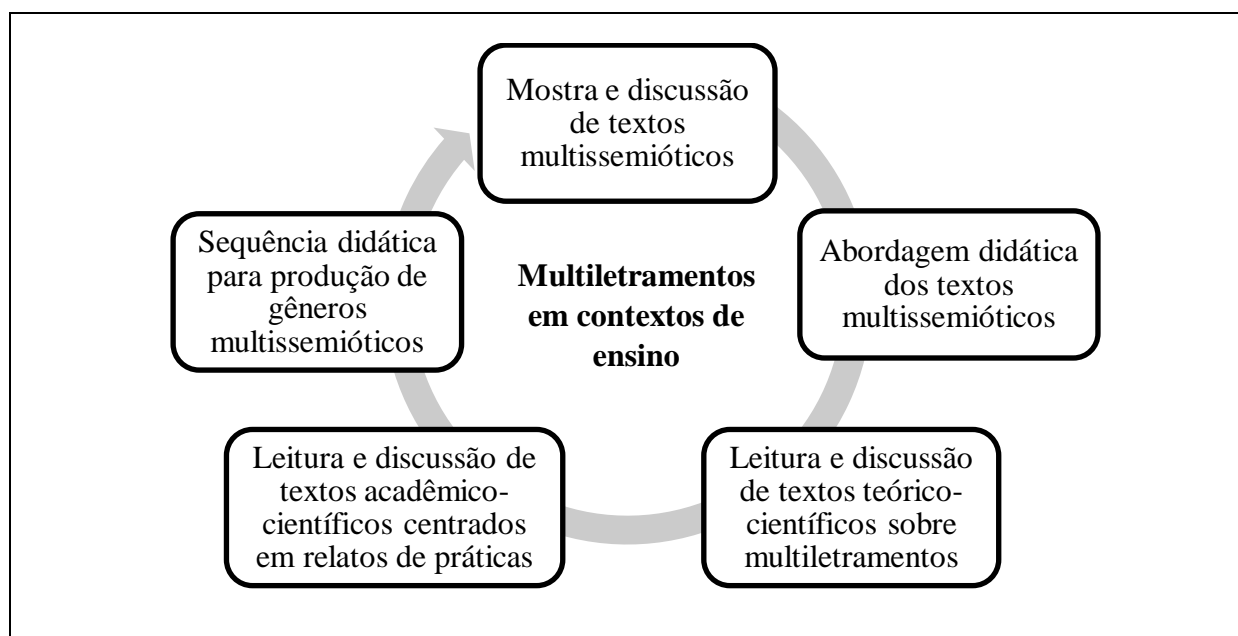 Mostra e discussão
de textos
multissemióticos
Abordagem didática
dos textos
multissemióticos
Leitura e discussão
de textos teórico-
científicos sobre
multiletramentos
Leitura e discussão de
textos acadêmico-
científicos centrados
em relatos de práticas
Sequência didática
para produção de
gêneros
multissemióticos
Multiletramentos
em contextos de
ensino